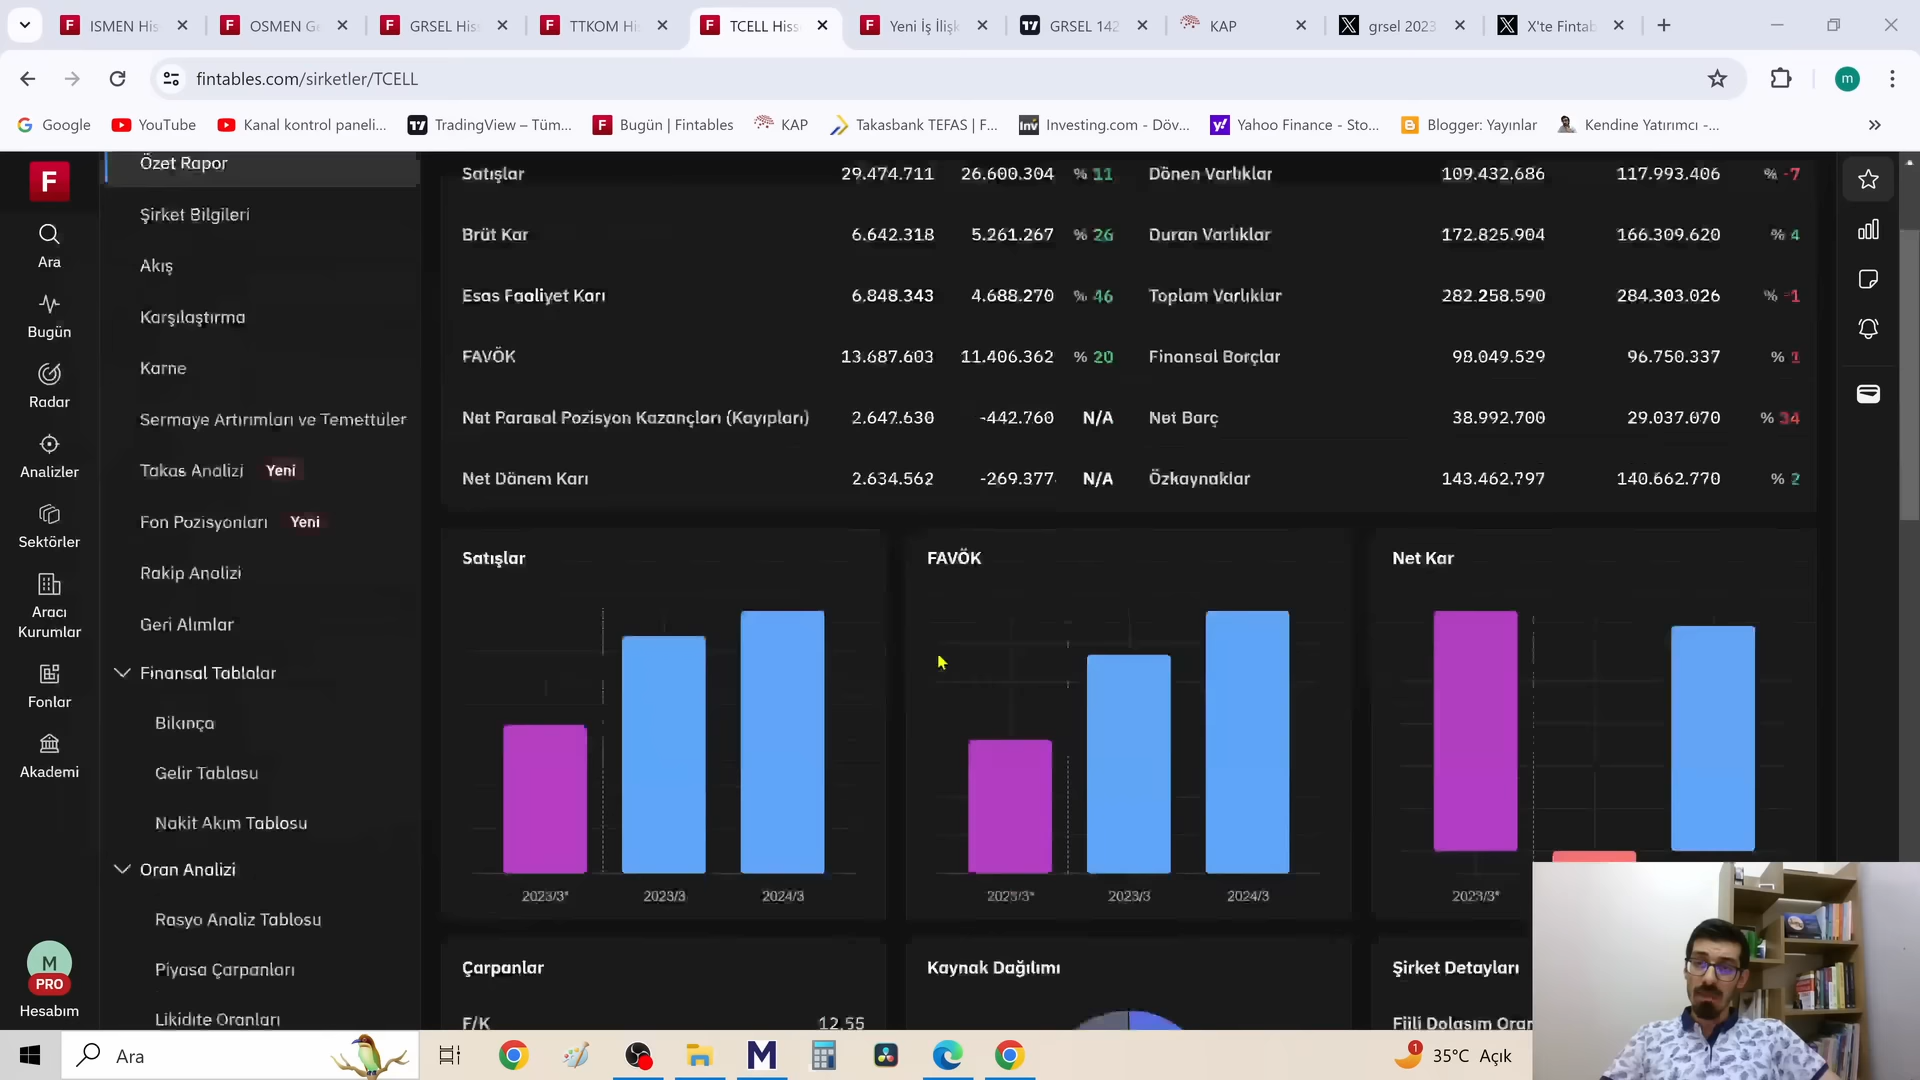 ISMEN His
OSMEN Ge
GRSEL His
TTKOM Hi
TCELL Hiss
Yeni İş İlişk
GRSEL 142
KAP
grsel 2023
X'te Fintab
fintables.com/sirketler/TCELL
m
Google
YouTube
Kanal kontrol paneli...
TradingView – Tüm...
Bugün | Fintables
KAP
Takasbank TEFAS | F...
Investing.com - Döv...
Yahoo Finance - Sto...
Blogger: Yayınlar
Kendine Yatırımcı -...
F
Ara
Bugün
Radar
Analizler
Sektörler
Aracı
Kurumlar
Fonlar
Akademi
M
PRO
Hesabım
Özet Rapor
Şirket Bilgileri
Akış
Karşılaştırma
Karne
Sermaye Artırımları ve Temettüler
Takas Analizi Yeni
Fon Pozisyonları Yeni
Rakip Analizi
Geri Alımlar
Finansal Tablolar
Bilanço
Gelir Tablosu
Nakit Akım Tablosu
Oran Analizi
Rasyo Analiz Tablosu
Piyasa Çarpanları
Likidite Oranları
Satışlar 29.474.711 26.600.304 % 11 Dönen Varlıklar 109.432.686 117.993.406 % -7
Brüt Kar 6.642.318 5.261.267 % 26 Duran Varlıklar 172.825.904 166.309.620 % 4
Esas Faaliyet Karı 6.848.343 4.688.270 % 46 Toplam Varlıklar 282.258.590 284.303.026 % -1
FAVÖK 13.687.603 11.406.362 % 20 Finansal Borçlar 98.049.529 96.750.337 % 1
Net Parasal Pozisyon Kazançları (Kayıpları) 2.647.630 -442.760 N/A Net Borç 38.992.700 29.037.070 % 34
Net Dönem Karı 2.634.562 -269.377 N/A Özkaynaklar 143.462.797 140.662.770 % 2
Satışlar
2023/3* 2023/3 2024/3
FAVÖK
2023/3* 2023/3 2024/3
Net Kar
2023/3*
Çarpanlar
F/K 12,55
Kaynak Dağılımı
Şirket Detayları
Fiili Dolaşım Oran
Ara
1
35°C Açık